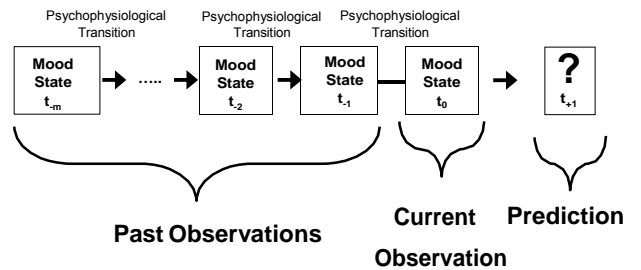 Psychophysiological
Transition
Psychophysiological
Transition
Psychophysiological
Transition
Mood
State
t-m
.....
Mood
State
t-2
Mood
State
t-1
Mood
State
t0
?
t+1
Past Observations
Current
Observation
Prediction